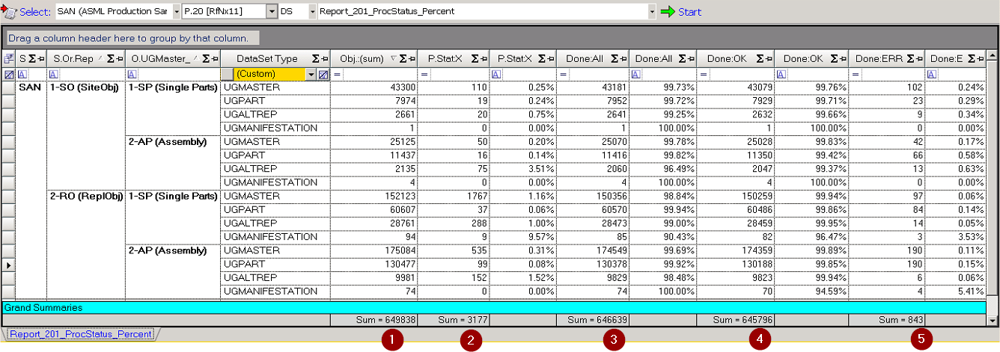 Select: SAN (ASML Production Sar P.20 [RfNx11] DS Report_201_ProcStatus_Percent Start
Drag a column header here to group by that column.
S Σ S.Or.Rep Σ O.UGMaster_ Σ DataSet Type Σ Obj.:(sum) Σ P.Stat:X Σ P.Stat:X Σ Done:All Σ Done:All Σ Done:OK Σ Done:OK Σ Done:ERR Σ Done:E Σ
A A A (Custom) = = A = A = A = A
SAN 1-SO (SiteObj) 1-SP (Single Parts) UGMASTER 43300 110 0.25% 43181 99.73% 43079 99.76% 102 0.24%
UGPART 7974 19 0.24% 7952 99.72% 7929 99.71% 23 0.29%
UGALTREP 2661 20 0.75% 2641 99.25% 2632 99.66% 9 0.34%
UGMANIFESTATION 1 0 0.00% 1 100.00% 1 100.00% 0 0.00%
2-AP (Assembly) UGMASTER 25125 50 0.20% 25070 99.78% 25028 99.83% 42 0.17%
UGPART 11437 16 0.14% 11416 99.82% 11350 99.42% 66 0.58%
UGALTREP 2135 75 3.51% 2060 96.49% 2047 99.37% 13 0.63%
UGMANIFESTATION 4 0 0.00% 4 100.00% 4 100.00% 0 0.00%
2-RO (ReplObj) 1-SP (Single Parts) UGMASTER 152123 1767 1.16% 150356 98.84% 150259 99.94% 97 0.06%
UGPART 60607 37 0.06% 60570 99.94% 60486 99.86% 84 0.14%
UGALTREP 28761 288 1.00% 28473 99.00% 28459 99.95% 14 0.05%
UGMANIFESTATION 94 9 9.57% 85 90.43% 82 96.47% 3 3.53%
2-AP (Assembly) UGMASTER 175084 535 0.31% 174549 99.69% 174359 99.89% 190 0.11%
UGPART 130477 99 0.08% 130378 99.92% 130188 99.85% 190 0.15%
UGALTREP 9981 152 1.52% 9829 98.48% 9823 99.94% 6 0.06%
UGMANIFESTATION 74 0 0.00% 74 100.00% 70 94.59% 4 5.41%
Grand Summaries
Sum = 649838 Sum = 3177 Sum = 646639 Sum = 645796 Sum = 843
Report_201_ProcStatus_Percent
1 2 3 4 5